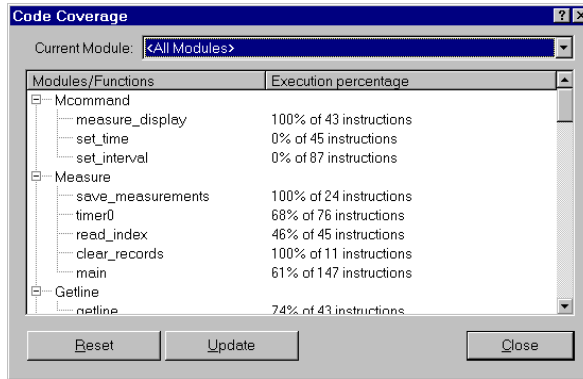 Code Coverage
Current Module: <All Modules>
Modules/Functions Execution percentage
Mcommand
measure_display 100% of 43 instructions
set_time 0% of 45 instructions
set_interval 0% of 87 instructions
Measure
save_measurements 100% of 24 instructions
timer0 68% of 76 instructions
read_index 46% of 45 instructions
clear_records 100% of 11 instructions
main 61% of 147 instructions
Getline
getline 74% of 43 instructions
Reset Update Close